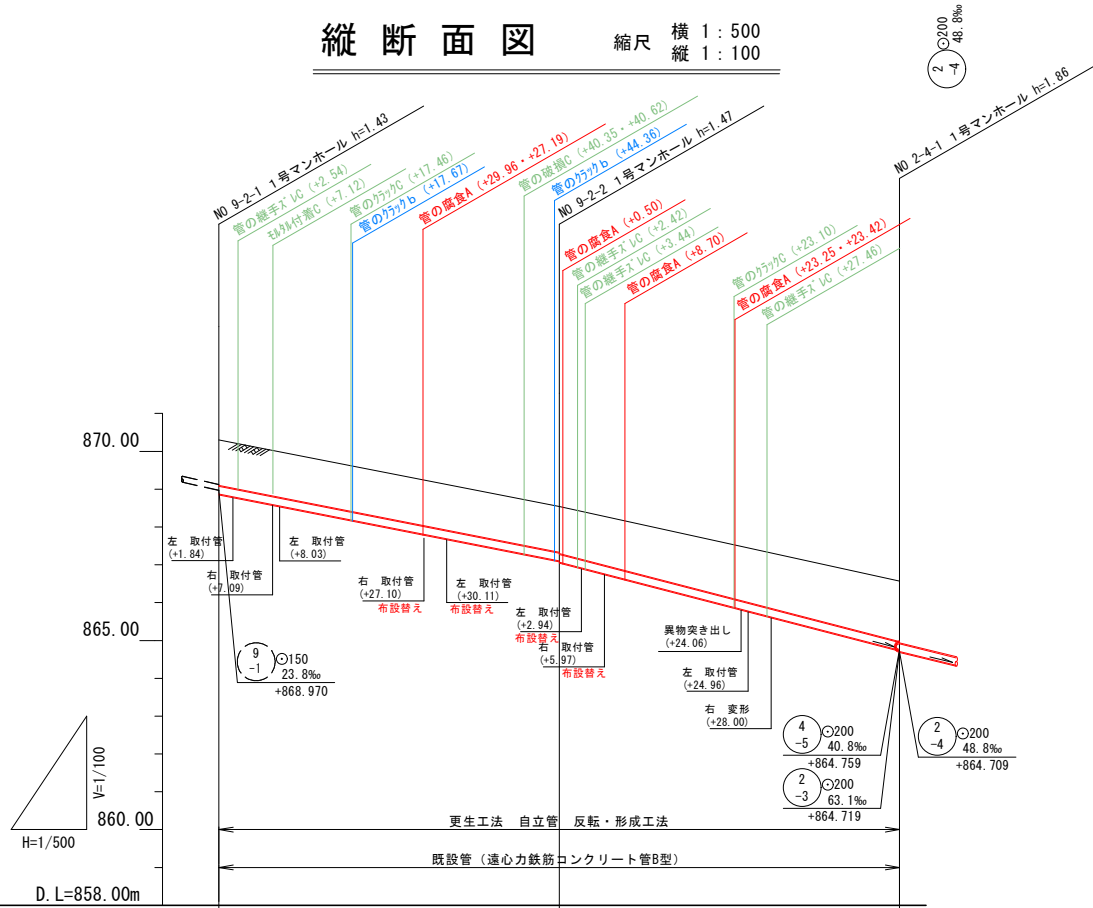 縦断面図
縮尺 横 1：500
縦 1：100
2
-4
⊙200
48.8‰
NO 9-2-1 1号マンホール h=1.43
管の継手ズレC (+2.54)
モルタル付着C (+7.12)
管のクラックC (+17.46)
管のクラックb (+17.67)
管の腐食A (+29.96・+27.19)
管の破損C (+40.35・+40.62)
管のクラックb (+44.36)
NO 9-2-2 1号マンホール h=1.47
管の腐食A (+0.50)
管の継手ズレC (+2.42)
管の継手ズレC (+3.44)
管の腐食A (+8.70)
管のクラックC (+23.10)
管の腐食A (+23.25・+23.42)
管の継手ズレC (+27.46)
NO 2-4-1 1号マンホール h=1.86
870.00
865.00
860.00
D.L=858.00m
V=1/100
H=1/500
左 取付管
(+1.84)
右 取付管
(+7.09)
左 取付管
(+8.03)
右 取付管
(+27.10)
布設替え
左 取付管
(+30.11)
布設替え
左 取付管
(+2.94)
布設替え
右 取付管
(+5.97)
布設替え
異物突き出し
(+24.06)
左 取付管
(+24.96)
右 変形
(+28.00)
9
-1
⊙150
23.8‰
+868.970
4
-5
⊙200
40.8‰
+864.759
2
-3
⊙200
63.1‰
+864.719
2
-4
⊙200
48.8‰
+864.709
更生工法 自立管 反転・形成工法
既設管（遠心力鉄筋コンクリート管B型）